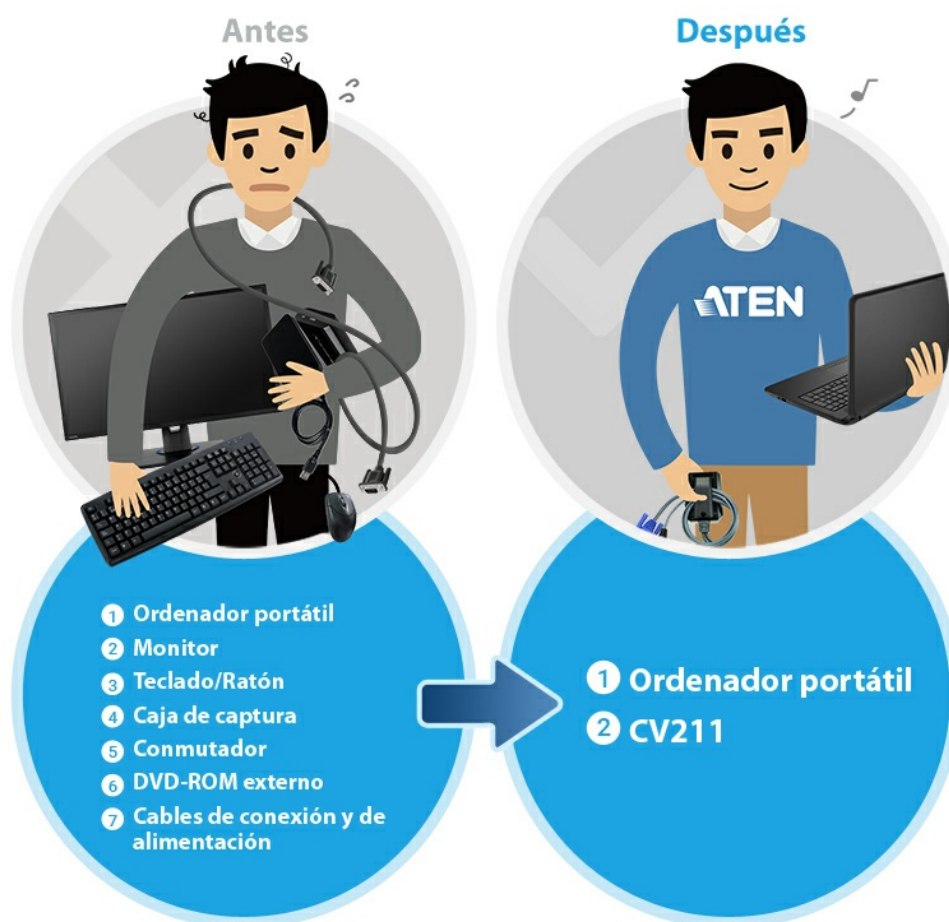 Antes
Después
ATEN
1 Ordenador portátil
2 Monitor
3 Teclado/Ratón
4 Caja de captura
5 Conmutador
6 DVD-ROM externo
7 Cables de conexión y de
alimentación
1 Ordenador portátil
2 CV211